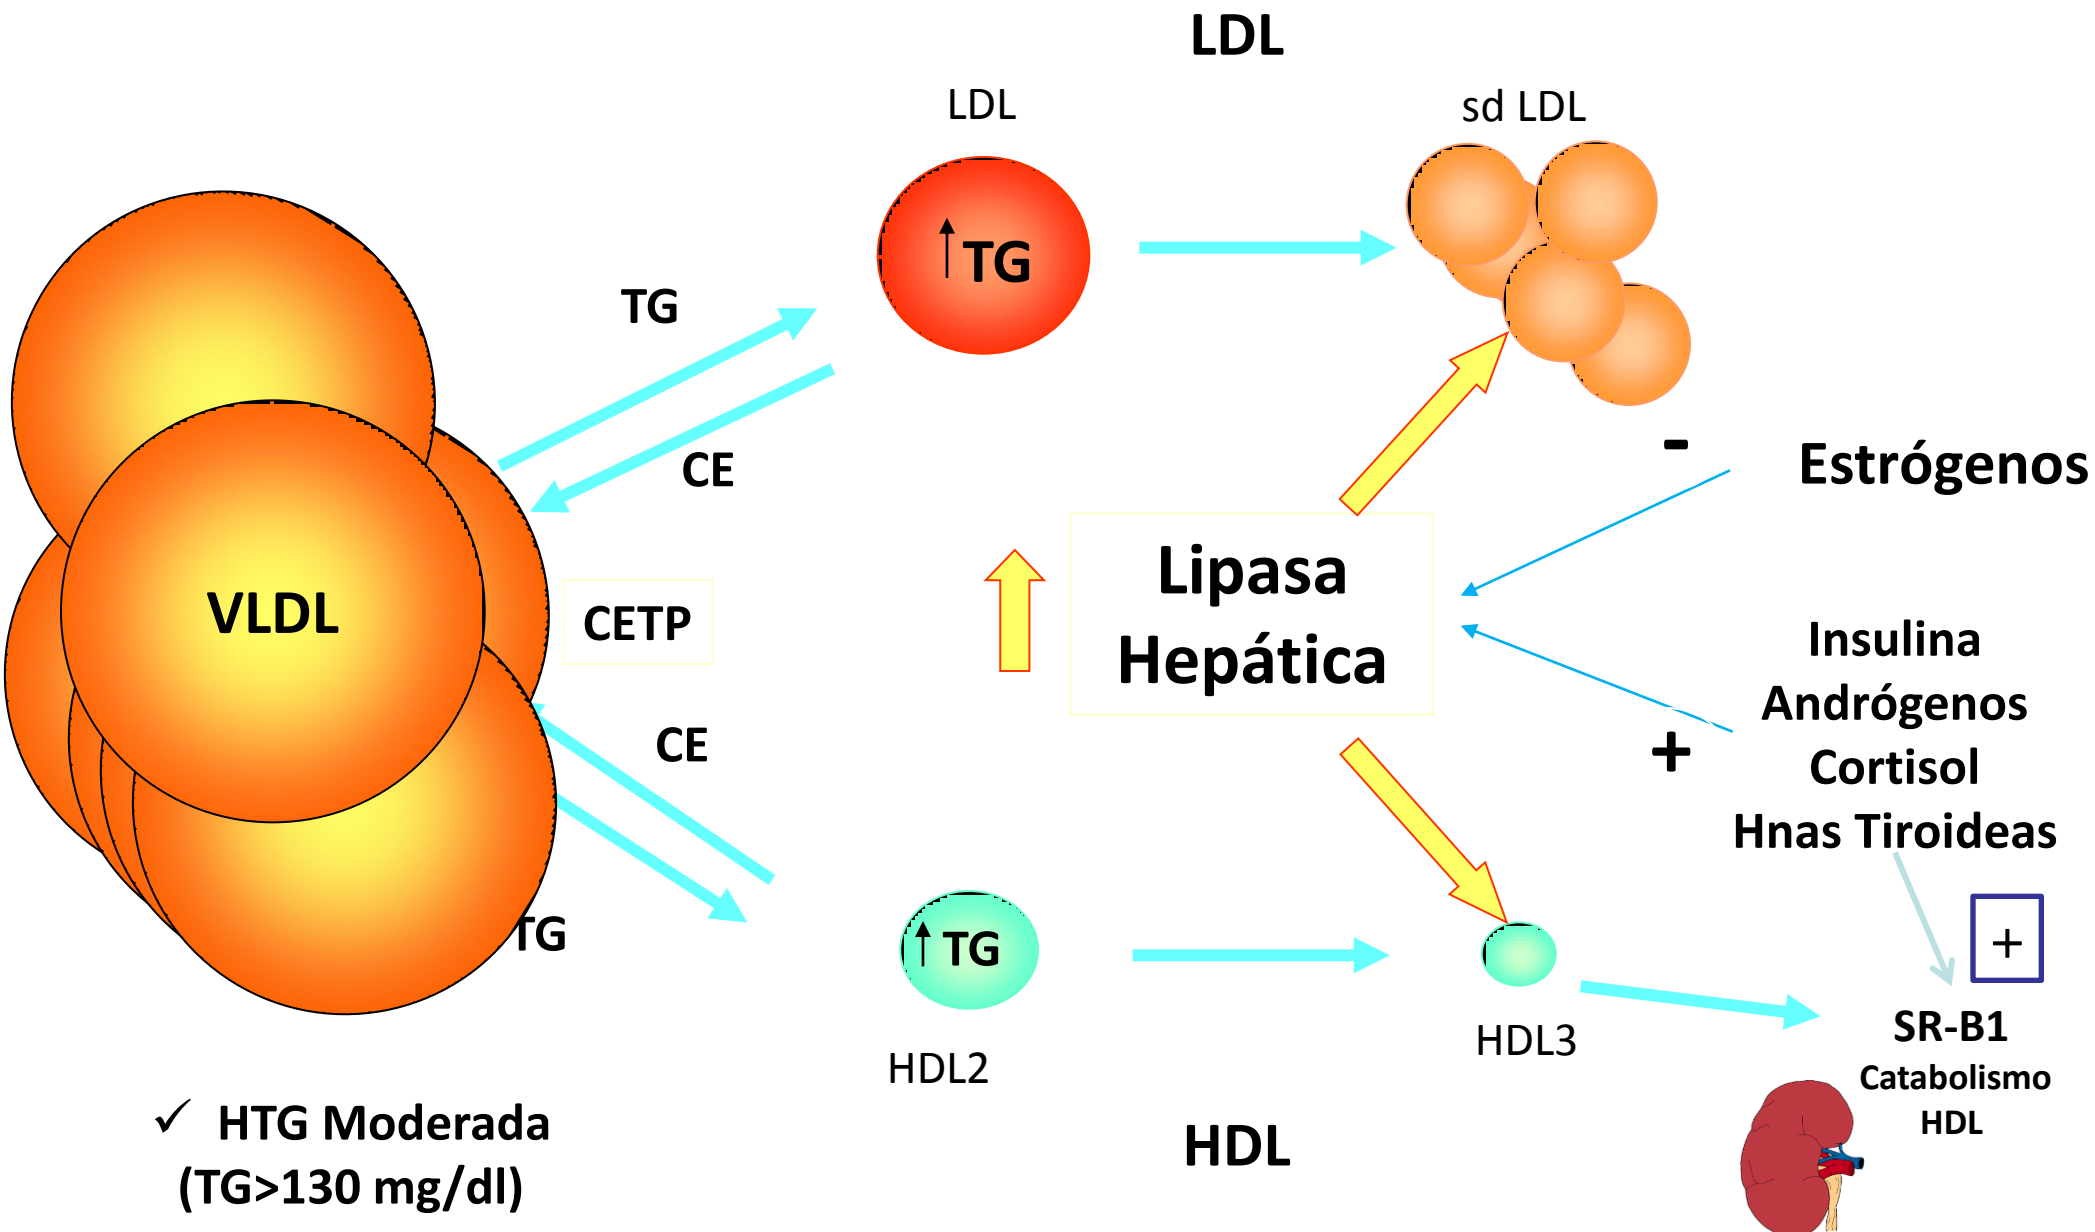 LDL
LDL
sd LDL
↑TG
TG
CE
-
Estrógenos
Lipasa
Hepática
VLDL
CETP
Insulina
Andrógenos
Cortisol
Hnas Tiroideas
+
CE
TG
↑ TG
+
HDL2
HDL3
SR-B1
Catabolismo
HDL
✓ HTG Moderada
(TG>130 mg/dl)
HDL